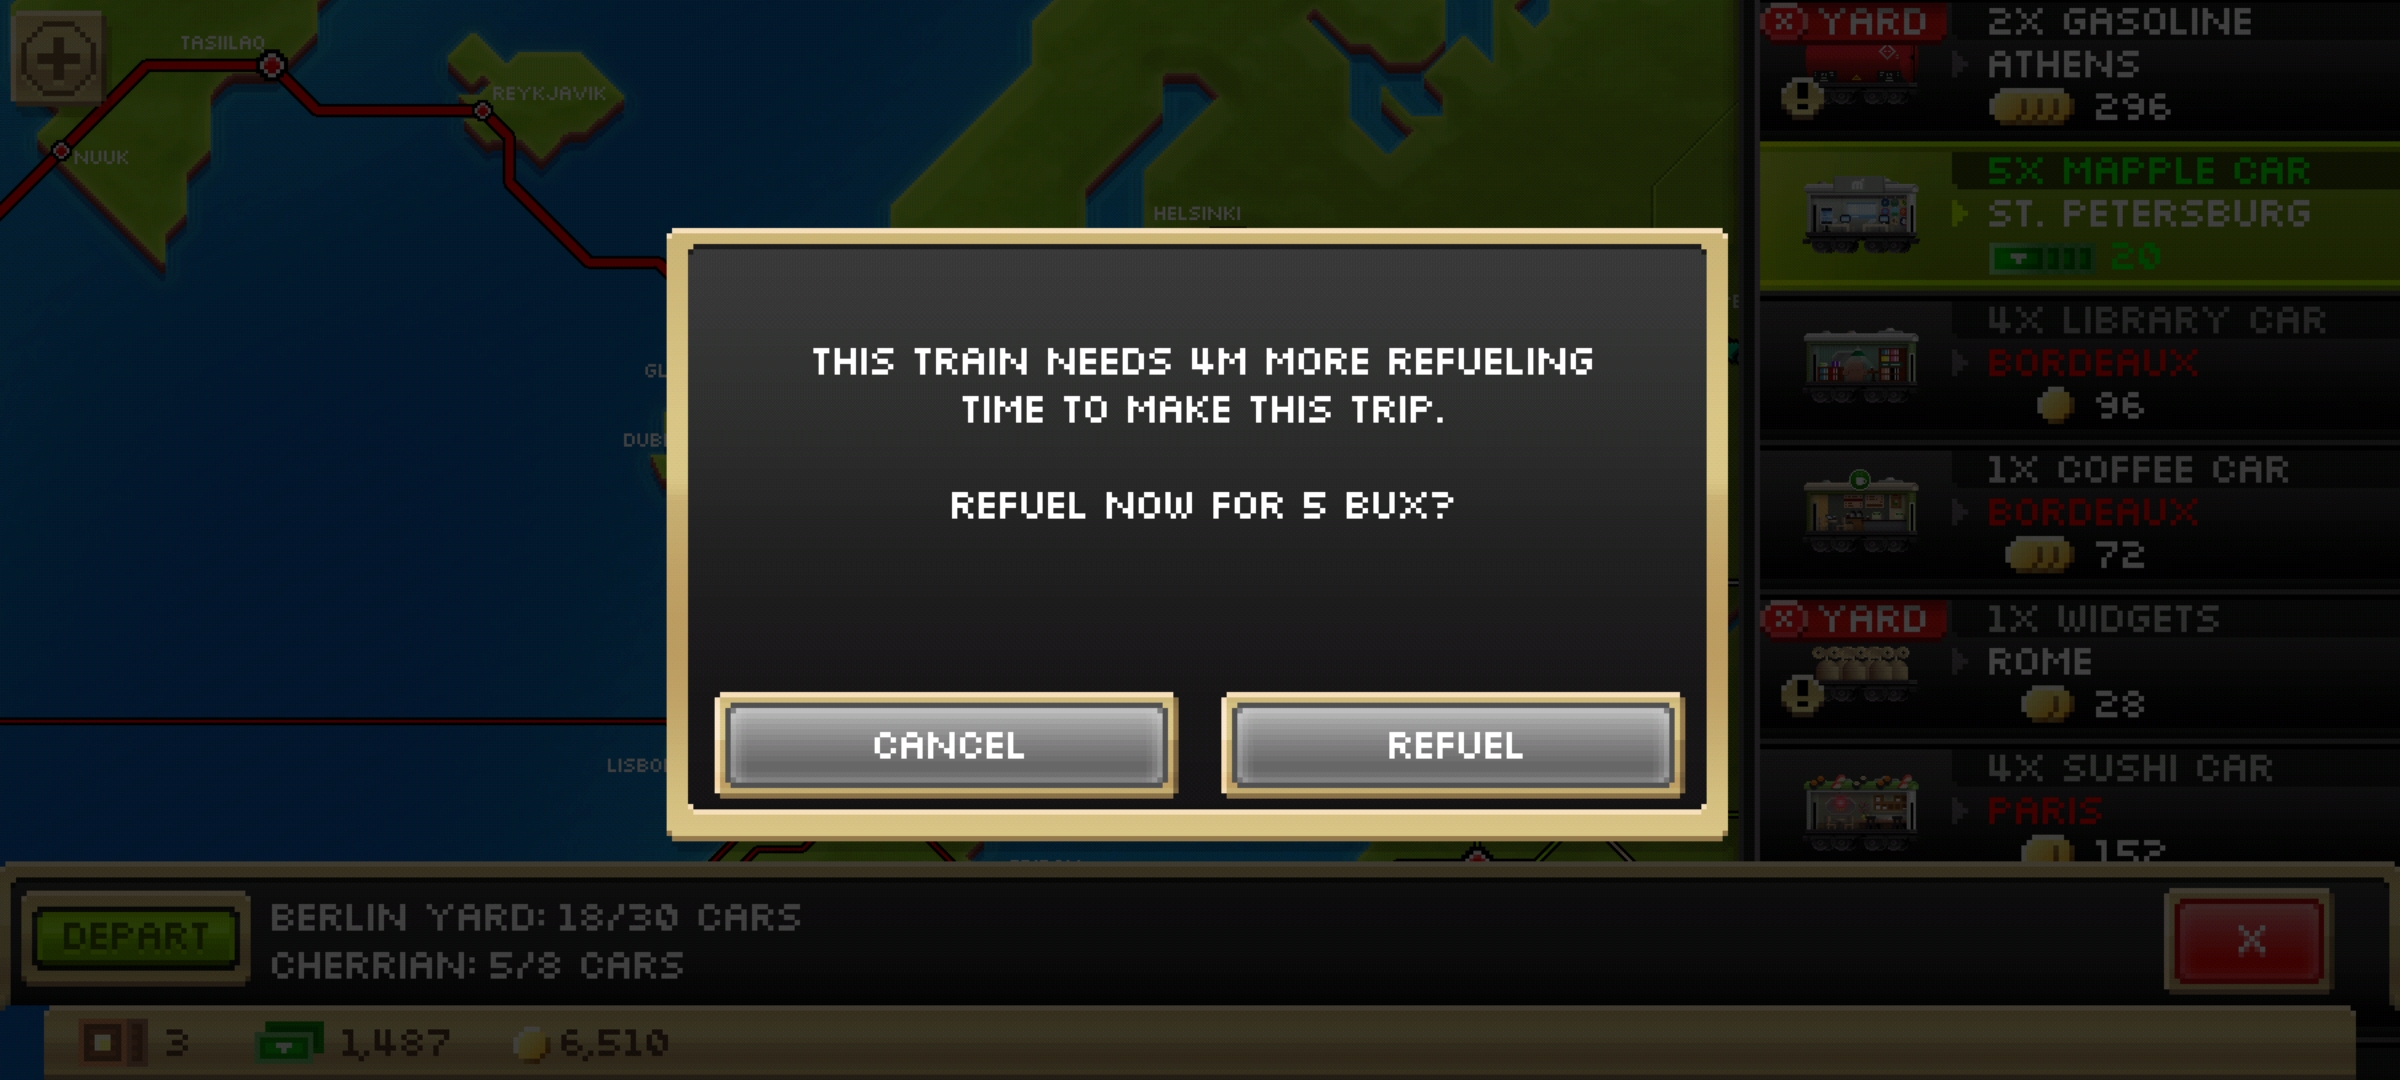 TASIILAQ
REYKJAVIK
NUUK
HELSINKI
THIS TRAIN NEEDS 4M MORE REFUELING
TIME TO MAKE THIS TRIP.
REFUEL NOW FOR 5 BUX?
CANCEL
REFUEL
YARD
2X GASOLINE
ATHENS
296
5X MAPPLE CAR
ST. PETERSBURG
20
4X LIBRARY CAR
BORDEAUX
96
1X COFFEE CAR
BORDEAUX
72
YARD
1X WIDGETS
ROME
28
4X SUSHI CAR
PARIS
152
DEPART
BERLIN YARD: 18/30 CARS
CHERRIAN: 5/8 CARS
X
3
1,487
6,510